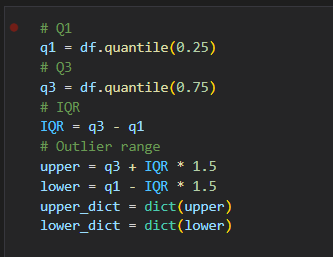 # Q1
q1 = df.quantile(0.25)
# Q3
q3 = df.quantile(0.75)
# IQR
IQR = q3 - q1
# Outlier range
upper = q3 + IQR * 1.5
lower = q1 - IQR * 1.5
upper_dict = dict(upper)
lower_dict = dict(lower)